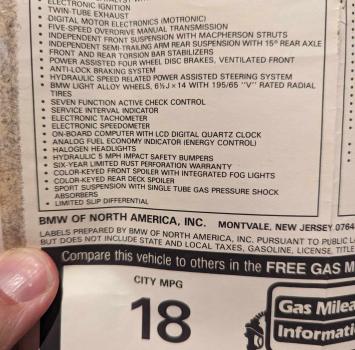 ELECTRONIC IGNITION
TWIN-TUBE EXHAUST
• DIGITAL MOTOR ELECTRONICS (MOTRONIC)
• FIVE-SPEED OVERDRIVE MANUAL TRANSMISSION
• INDEPENDENT FRONT SUSPENSION WITH MACPHERSON STRUTS
• INDEPENDENT SEMI-TRAILING ARM REAR SUSPENSION WITH 15° REAR AXLE
• FRONT AND REAR TORSION BAR STABILIZERS
• POWER ASSISTED FOUR WHEEL DISC BRAKES, VENTILATED FRONT
• ANTI-LOCK BRAKING SYSTEM
• HYDRAULIC SPEED RELATED POWER ASSISTED STEERING SYSTEM
• BMW LIGHT ALLOY WHEELS, 6½J × 14 WITH 195/65 "V" RATED RADIAL
TIRES
• SEVEN FUNCTION ACTIVE CHECK CONTROL
• SERVICE INTERVAL INDICATOR
• ELECTRONIC TACHOMETER
• ELECTRONIC SPEEDOMETER
• ON-BOARD COMPUTER WITH LCD DIGITAL QUARTZ CLOCK
• ANALOG FUEL ECONOMY INDICATOR (ENERGY CONTROL)
• HALOGEN HEADLIGHTS
• HYDRAULIC 5 MPH IMPACT SAFETY BUMPERS
• SIX-YEAR LIMITED RUST PERFORATION WARRANTY
• COLOR-KEYED FRONT SPOILER WITH INTEGRATED FOG LIGHTS
• COLOR-KEYED REAR DECK SPOILER
• SPORT SUSPENSION WITH SINGLE TUBE GAS PRESSURE SHOCK
ABSORBERS
• LIMITED SLIP DIFFERENTIAL
BMW OF NORTH AMERICA, INC. MONTVALE, NEW JERSEY 0764
LABELS PREPARED BY BMW OF NORTH AMERICA, INC. PURSUANT TO PUBLIC L
BUT DOES NOT INCLUDE STATE AND LOCAL TAXES, GASOLINE, LICENSE, TITLE
Compare this vehicle to others in the FREE GAS M
CITY MPG
18
Gas Milea
Informati